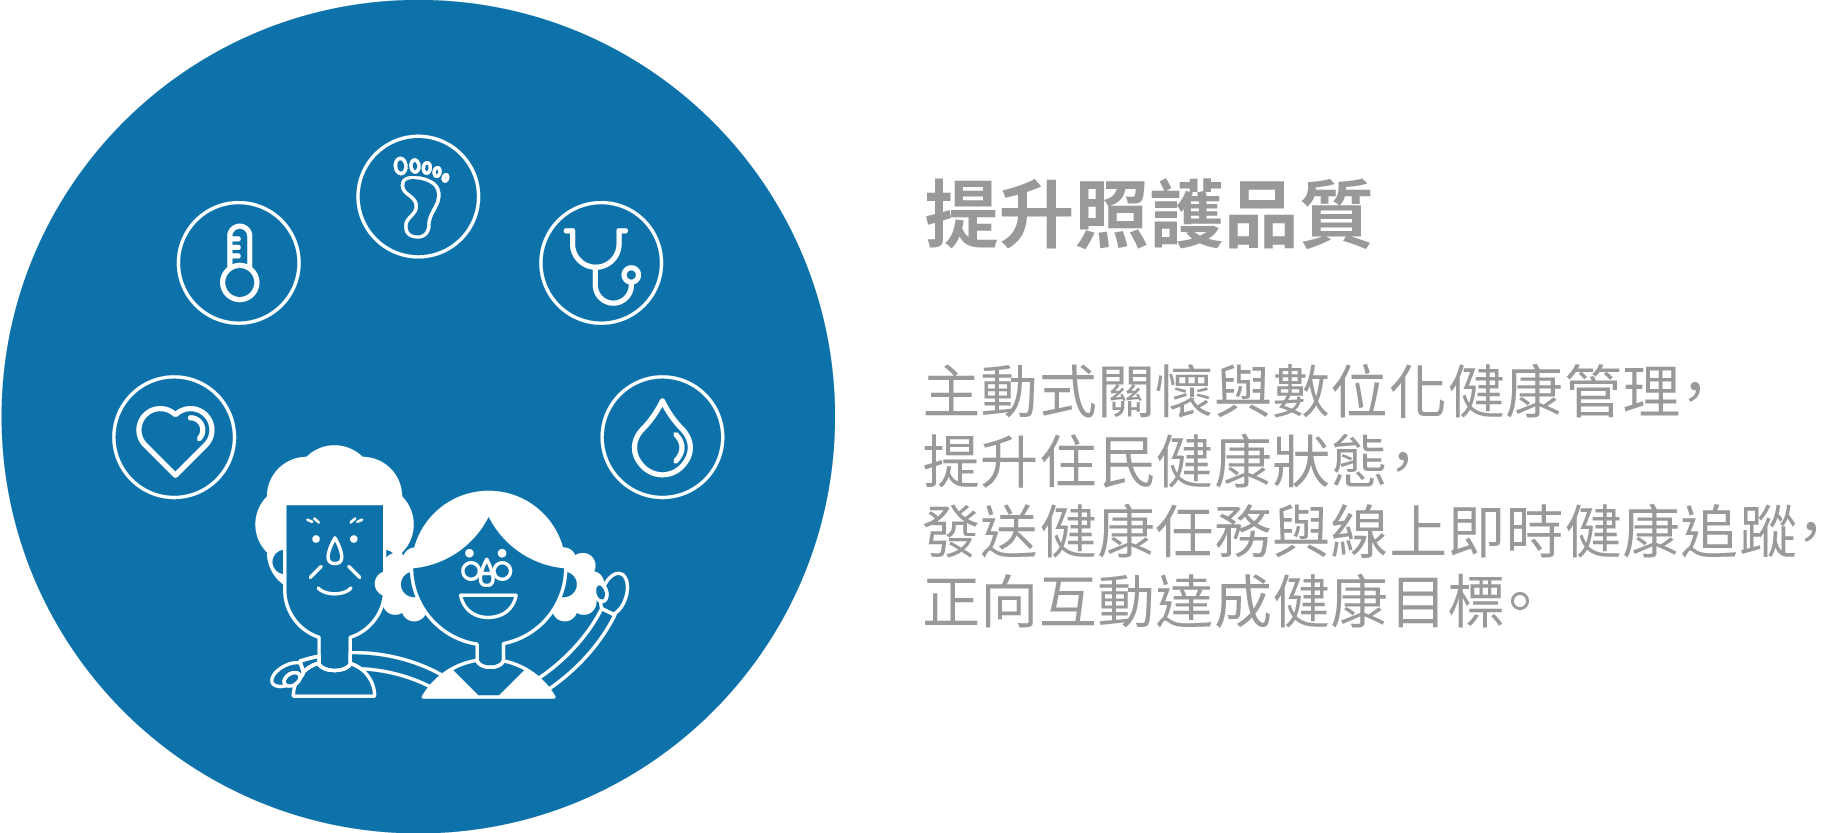 提升照護品質
主動式關懷與數位化健康管理，
提升住民健康狀態，
發送健康任務與線上即時健康追蹤，
正向互動達成健康目標。